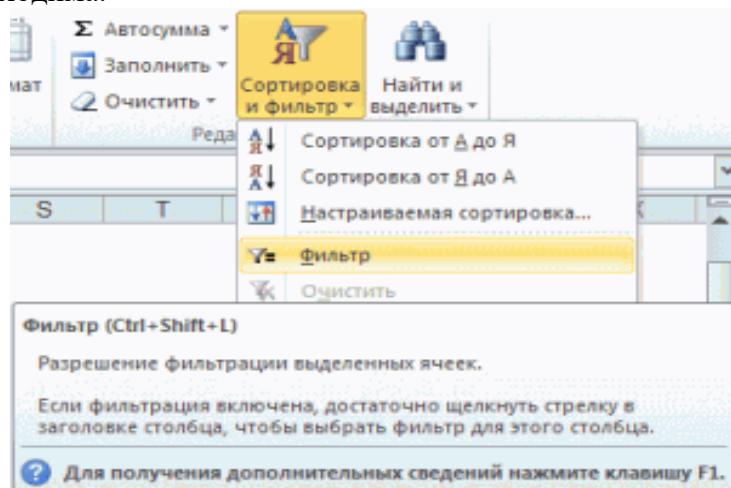 Σ Автосумма
Заполнить
Очистить
Сортировка
и фильтр
Найти и
выделить
мат
Реда
Сортировка от А до Я
Сортировка от Я до А
Настраиваемая сортировка...
Фильтр
Очистить
S T
Фильтр (Ctrl+Shift+L)
Разрешение фильтрации выделенных ячеек.
Если фильтрация включена, достаточно щелкнуть стрелку в
заголовке столбца, чтобы выбрать фильтр для этого столбца.
Для получения дополнительных сведений нажмите клавишу F1.